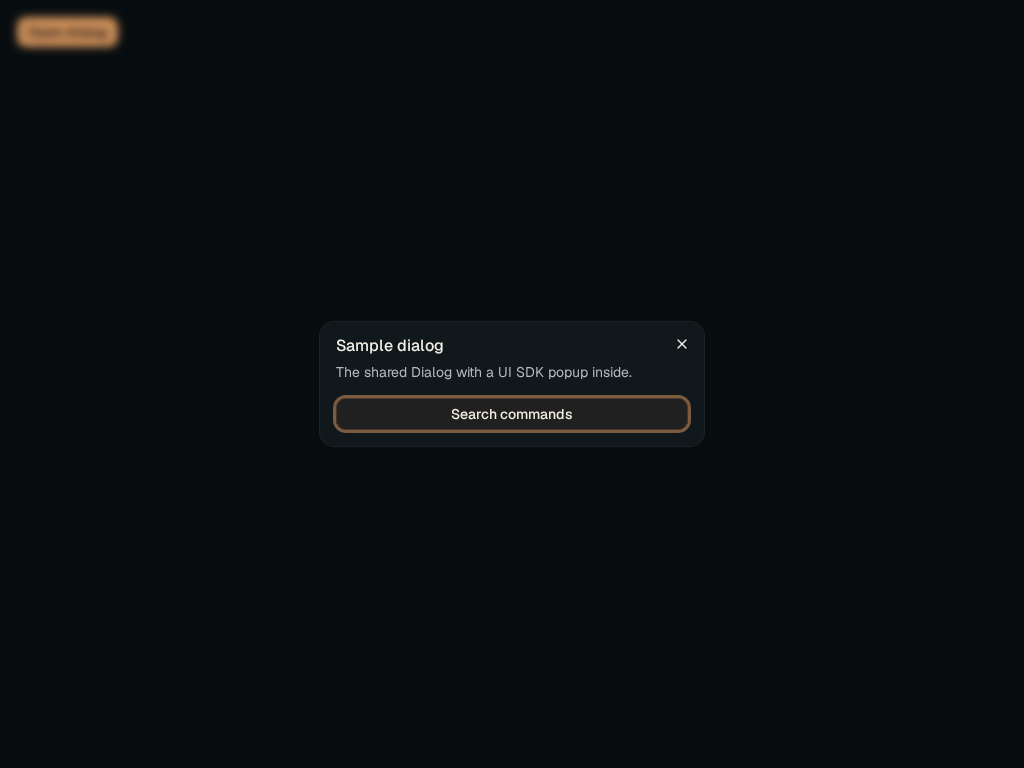 Sample dialog
The shared Dialog with a UI SDK popup inside.
Search commands